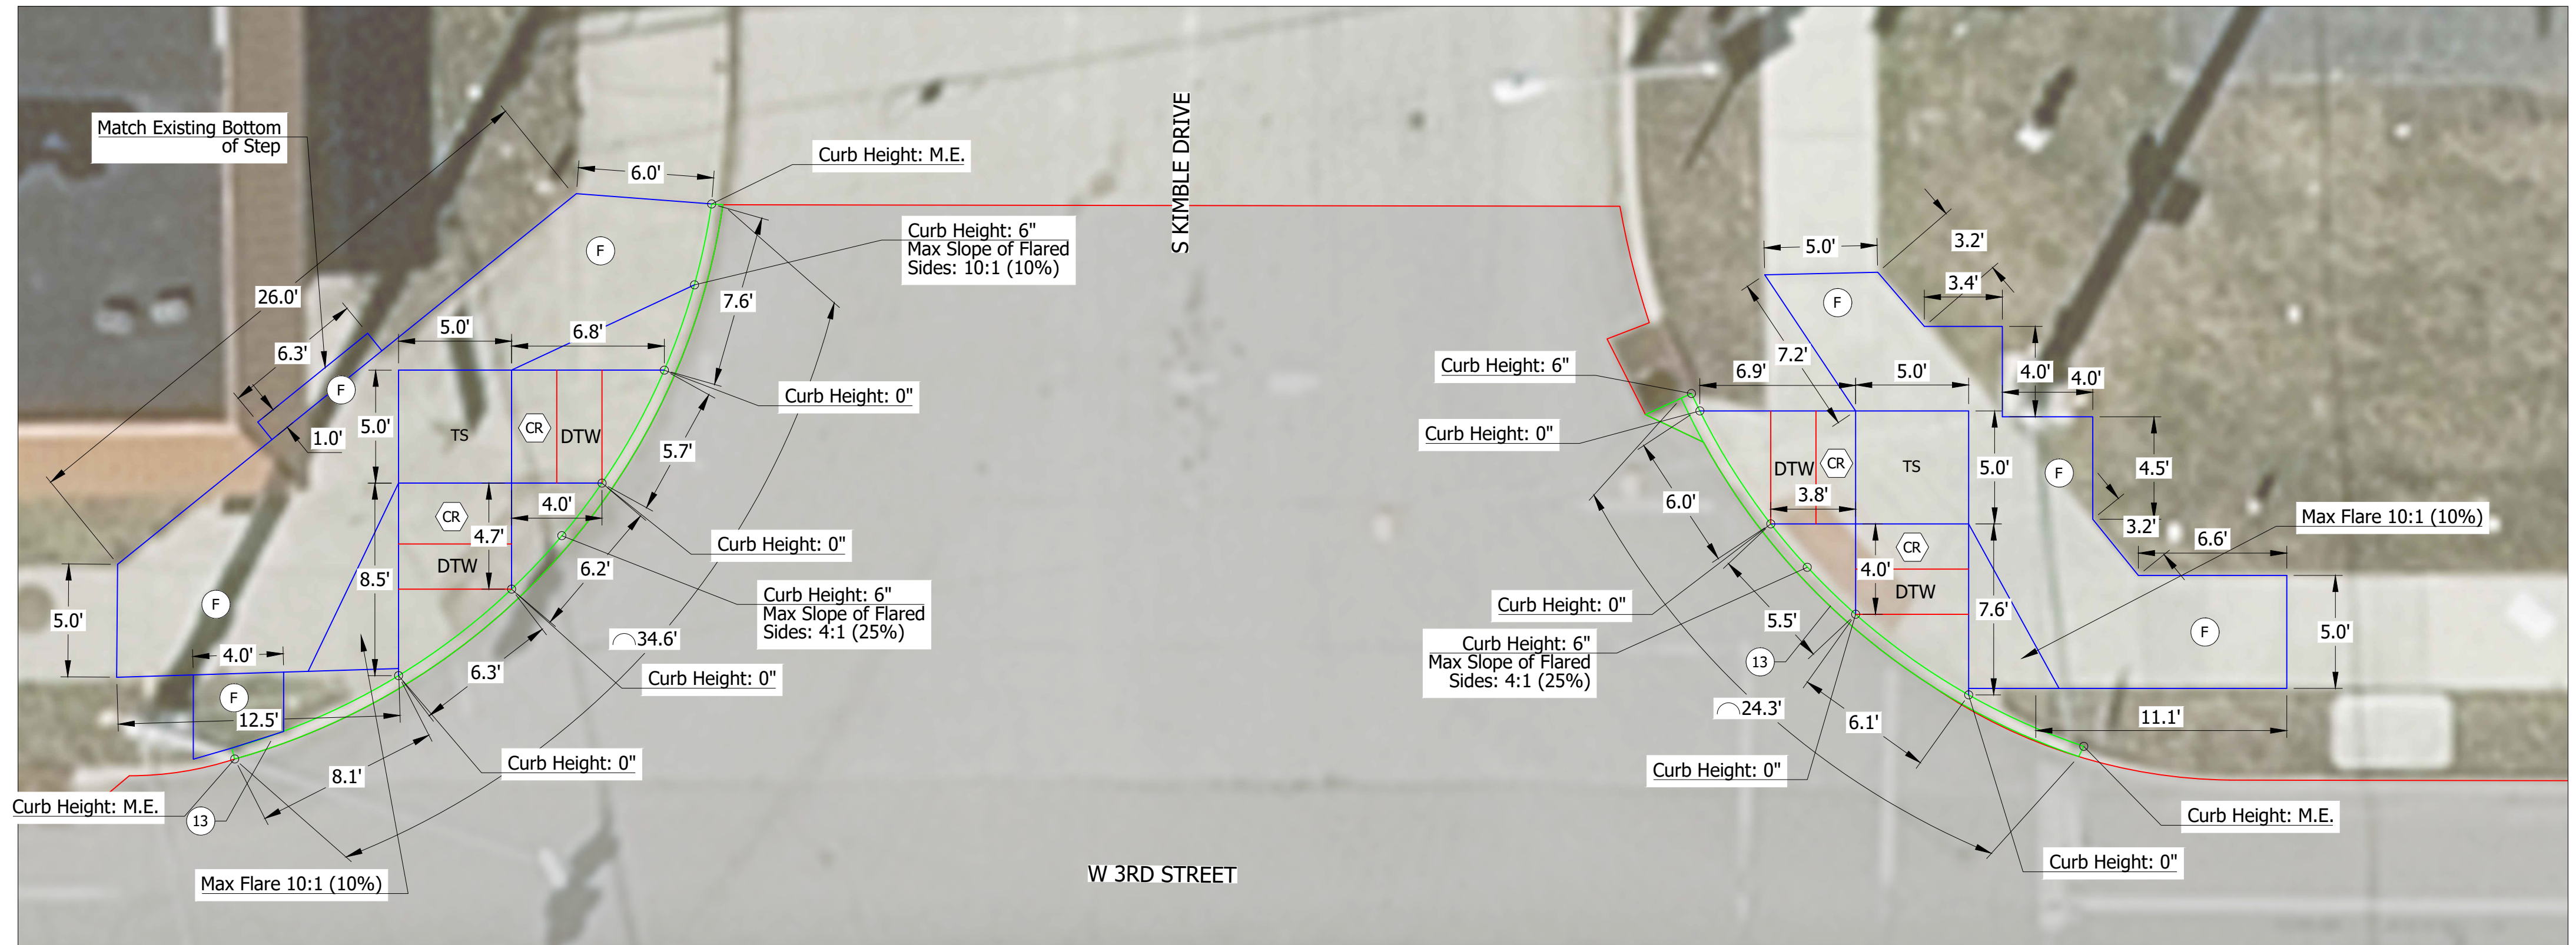 Match Existing Bottom
of Step
26.0'
6.3'
1.0'
F
6.0'
F
Curb Height: M.E.
Curb Height: 6"
Max Slope of Flared
Sides: 10:1 (10%)
7.6'
5.0'
6.8'
5.0'
TS
CR
DTW
Curb Height: 0"
5.7'
CR
4.7'
4.0'
DTW
8.5'
Curb Height: 0"
6.2'
Curb Height: 6"
Max Slope of Flared
Sides: 4:1 (25%)
34.6'
5.0'
F
4.0'
F
12.5'
6.3'
Curb Height: 0"
Curb Height: 0"
8.1'
Curb Height: M.E.
13
Max Flare 10:1 (10%)
S KIMBLE DRIVE
W 3RD STREET
5.0'
3.2'
3.4'
F
7.2'
4.0'
4.0'
Curb Height: 6"
6.9'
5.0'
Curb Height: 0"
DTW
CR
TS
5.0'
F
4.5'
3.8'
6.0'
3.2'
6.6'
Max Flare 10:1 (10%)
CR
4.0'
DTW
7.6'
Curb Height: 0"
5.5'
F
5.0'
Curb Height: 6"
Max Slope of Flared
Sides: 4:1 (25%)
13
24.3'
6.1'
11.1'
Curb Height: 0"
Curb Height: M.E.
Curb Height: 0"